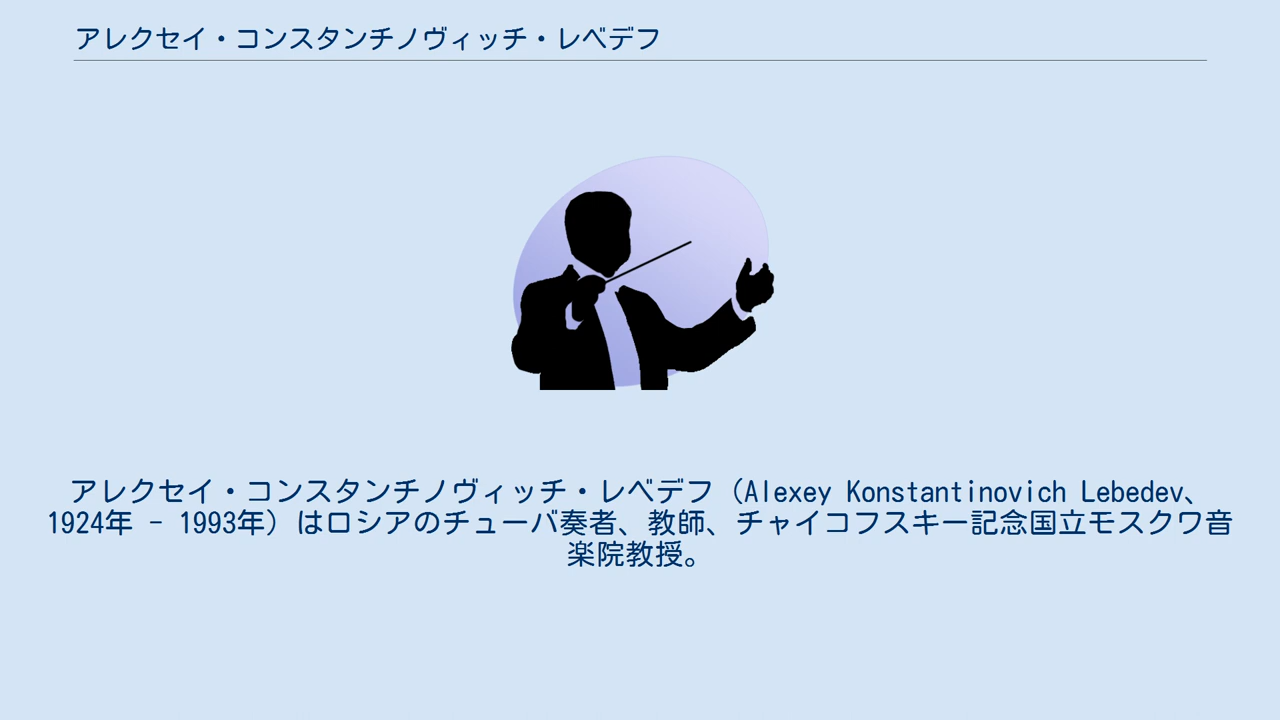 アレクセイ・コンスタンチノヴィッチ・レベデフ
アレクセイ・コンスタンチノヴィッチ・レベデフ（Alexey Konstantinovich Lebedev、
1924年 - 1993年）はロシアのチューバ奏者、教師、チャイコフスキー記念国立モスクワ音
楽院教授。